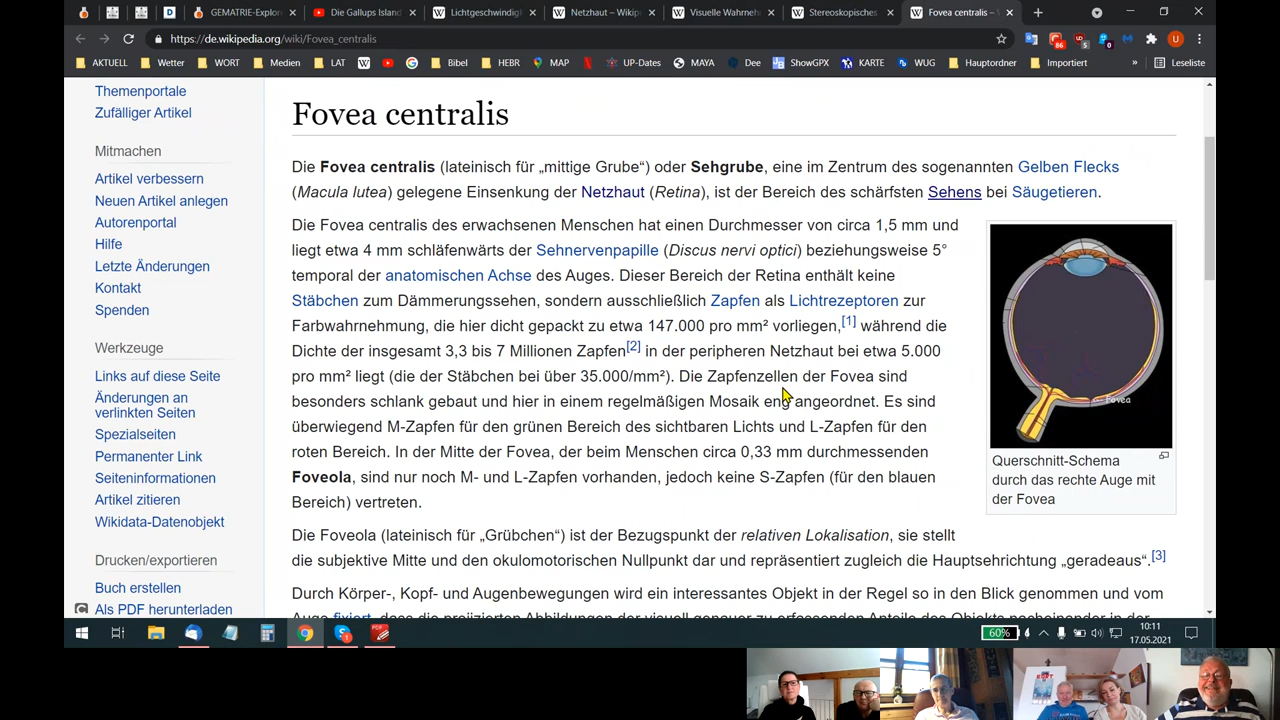 GEMATRIE-Explor
Die Gallups Island
Lichtgeschwindig
Netzhaut – Wikip
Visuelle Wahrneh
Stereoskopisches
Fovea centralis –
https://de.wikipedia.org/wiki/Fovea_centralis
86
5
0
U
AKTUELL
Wetter
WORT
Medien
LAT
Bibel
HEBR
MAP
UP-Dates
MAYA
Dee
ShowGPX
KARTE
WUG
Hauptordner
Importiert
»
Leseliste
Themenportale
Zufälliger Artikel
Mitmachen
Artikel verbessern
Neuen Artikel anlegen
Autorenportal
Hilfe
Letzte Änderungen
Kontakt
Spenden
Werkzeuge
Links auf diese Seite
Änderungen an
verlinkten Seiten
Spezialseiten
Permanenter Link
Seiteninformationen
Artikel zitieren
Wikidata-Datenobjekt
Drucken/exportieren
Buch erstellen
Als PDF herunterladen
Fovea centralis
Die Fovea centralis (lateinisch für „mittige Grube“) oder Sehgrube, eine im Zentrum des sogenannten Gelben Flecks
(Macula lutea) gelegene Einsenkung der Netzhaut (Retina), ist der Bereich des schärfsten Sehens bei Säugetieren.
Die Fovea centralis des erwachsenen Menschen hat einen Durchmesser von circa 1,5 mm und
liegt etwa 4 mm schläfenwärts der Sehnervenpapille (Discus nervi optici) beziehungsweise 5°
temporal der anatomischen Achse des Auges. Dieser Bereich der Retina enthält keine
Stäbchen zum Dämmerungssehen, sondern ausschließlich Zapfen als Lichtrezeptoren zur
Farbwahrnehmung, die hier dicht gepackt zu etwa 147.000 pro mm² vorliegen,[1] während die
Dichte der insgesamt 3,3 bis 7 Millionen Zapfen[2] in der peripheren Netzhaut bei etwa 5.000
pro mm² liegt (die der Stäbchen bei über 35.000/mm²). Die Zapfenzellen der Fovea sind
besonders schlank gebaut und hier in einem regelmäßigen Mosaik eng angeordnet. Es sind
überwiegend M-Zapfen für den grünen Bereich des sichtbaren Lichts und L-Zapfen für den
roten Bereich. In der Mitte der Fovea, der beim Menschen circa 0,33 mm durchmessenden
Foveola, sind nur noch M- und L-Zapfen vorhanden, jedoch keine S-Zapfen (für den blauen
Bereich) vertreten.
Die Foveola (lateinisch für „Grübchen“) ist der Bezugspunkt der relativen Lokalisation, sie stellt
die subjektive Mitte und den okulomotorischen Nullpunkt dar und repräsentiert zugleich die Hauptsehrichtung „geradeaus“.[3]
Durch Körper-, Kopf- und Augenbewegungen wird ein interessantes Objekt in der Regel so in den Blick genommen und vom
Fovea
Querschnitt-Schema
durch das rechte Auge mit
der Fovea
60%
10:11
17.05.2021